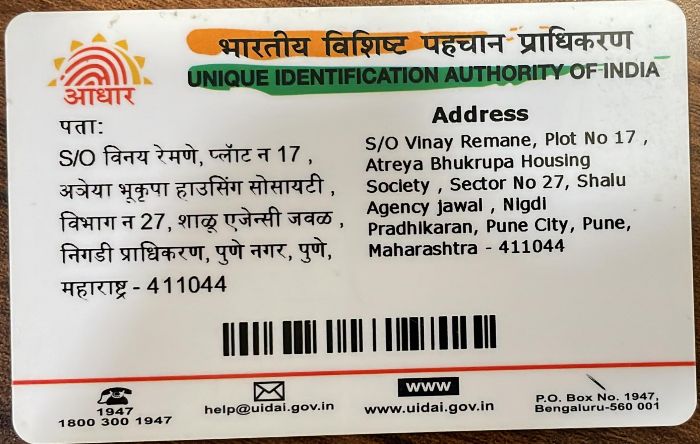 भारतीय विशिष्ट पहचान प्राधिकरण
UNIQUE IDENTIFICATION AUTHORITY OF INDIA
आधार
पता:
S/O विनय रेमणे, प्लॉट न 17 ,
अत्रेया भूकृपा हाउसिंग सोसायटी ,
विभाग न 27, शाळू एजेन्सी जवळ ,
निगडी प्राधिकरण, पुणे नगर, पुणे,
महाराष्ट्र - 411044
Address
S/O Vinay Remane, Plot No 17 ,
Atreya Bhukrupa Housing
Society , Sector No 27, Shalu
Agency jawal , Nigdi
Pradhikaran, Pune City, Pune,
Maharashtra - 411044
1947
1800 300 1947
help@uidai.gov.in
www
www.uidai.gov.in
P.O. Box No. 1947,
Bengaluru-560 001